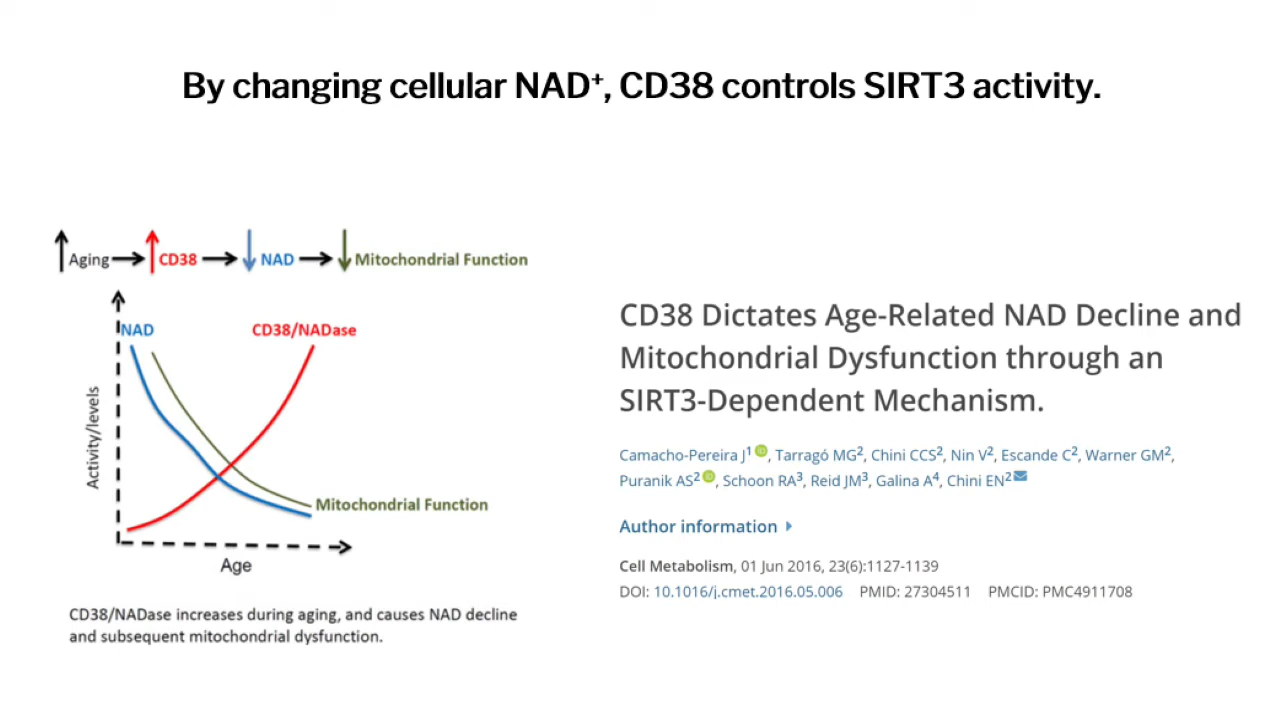 By changing cellular NAD⁺, CD38 controls SIRT3 activity.
Aging CD38 NAD Mitochondrial Function
NAD
CD38/NADase
Activity/levels
Mitochondrial Function
Age
CD38/NADase increases during aging, and causes NAD decline
and subsequent mitochondrial dysfunction.
CD38 Dictates Age-Related NAD Decline and
Mitochondrial Dysfunction through an
SIRT3-Dependent Mechanism.
Camacho-Pereira J¹ iD, Tarragó MG², Chini CCS², Nin V², Escande C², Warner GM²,
Puranik AS² iD, Schoon RA³, Reid JM³, Galina A⁴, Chini EN²
Author information
Cell Metabolism, 01 Jun 2016, 23(6):1127-1139
DOI: 10.1016/j.cmet.2016.05.006 PMID: 27304511 PMCID: PMC4911708